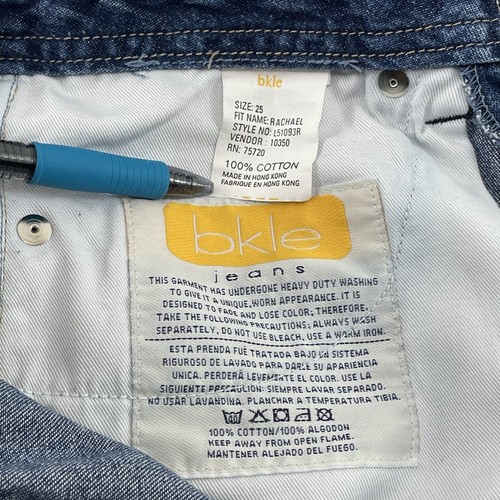 bkle
SIZE: 25
FIT NAME: RACHAEL
STYLE NO: L51093R
VENDOR : 10350
RN: 75720
100% COTTON
MADE IN HONG KONG
FABRIQUE EN HONG KONG
bkle
jeans
THIS GARMENT HAS UNDERGONE HEAVY DUTY WASHING
TO GIVE IT A UNIQUE, WORN APPEARANCE. IT IS
DESIGNED TO FADE AND LOSE COLOR; THEREFORE,
TAKE THE FOLLOWING PRECAUTIONS; ALWAYS WASH
SEPARATELY, DO NOT USE BLEACH, USE A WARM IRON.
ESTA PRENDA FUÈ TRATADA BAJO UN SISTEMA
RIGUROSO DE LAVADO PARA DARLE SU APARIENCIA
UNICA. PERDERÁ LEVEMENTE EL COLOR. USE LA
SIGUIENTE PRECAUCION: SIEMPRE LAVAR SEPARADO.
NO USAR LAVANDINA. PLANCHAR A TEMPERATURA TIBIA.
100% COTTON/100% ALGODON
KEEP AWAY FROM OPEN FLAME.
MANTENER ALEJADO DEL FUEGO.